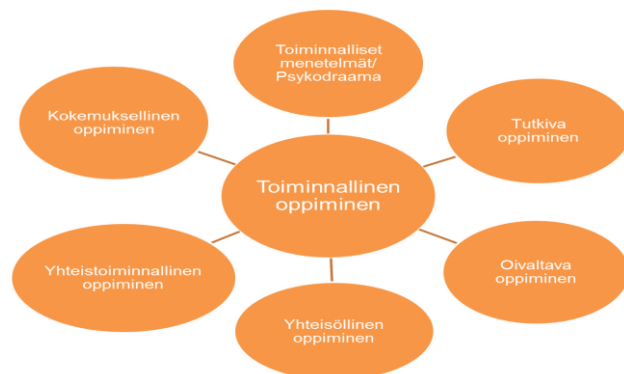 Toiminnalliset
menetelmät/
Psykodraama
Kokemuksellinen
oppiminen
Tutkiva
oppiminen
Toiminnallinen
oppiminen
Yhteistoiminnallinen
oppiminen
Oivaltava
oppiminen
Yhteisöllinen
oppiminen